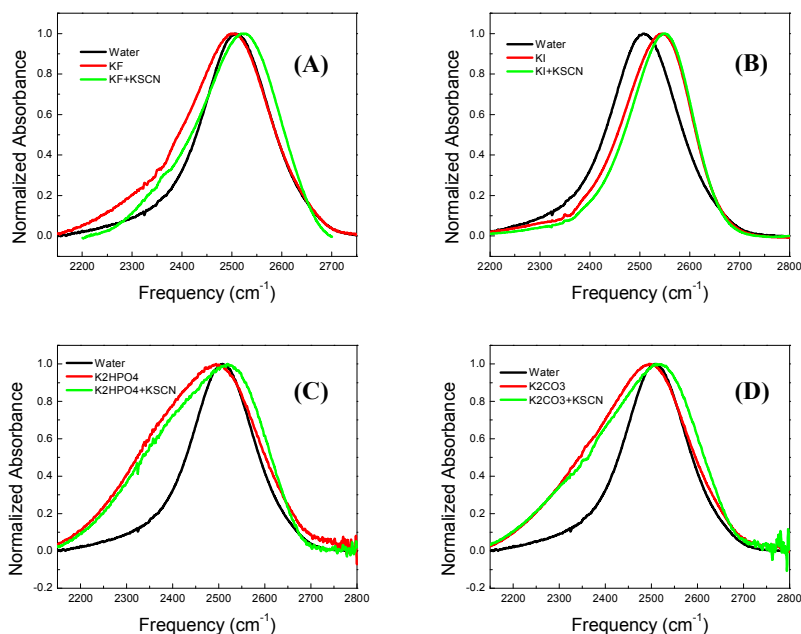 Water
KF
KF+KSCN
(A)
1.0
0.8
0.6
0.4
0.2
0.0
Normalized Absorbance
2200 2300 2400 2500 2600 2700
Frequency (cm⁻¹)
Water
KI
KI+KSCN
(B)
1.0
0.8
0.6
0.4
0.2
0.0
Normalized Absorbance
2200 2300 2400 2500 2600 2700 2800
Frequency (cm⁻¹)
Water
K2HPO4
K2HPO4+KSCN
(C)
1.0
0.8
0.6
0.4
0.2
0.0
-0.2
Normalized Absorbance
2200 2300 2400 2500 2600 2700 2800
Frequency (cm⁻¹)
Water
K2CO3
K2CO3+KSCN
(D)
1.0
0.8
0.6
0.4
0.2
0.0
-0.2
Normalized Absorbance
2200 2300 2400 2500 2600 2700 2800
Frequency (cm⁻¹)